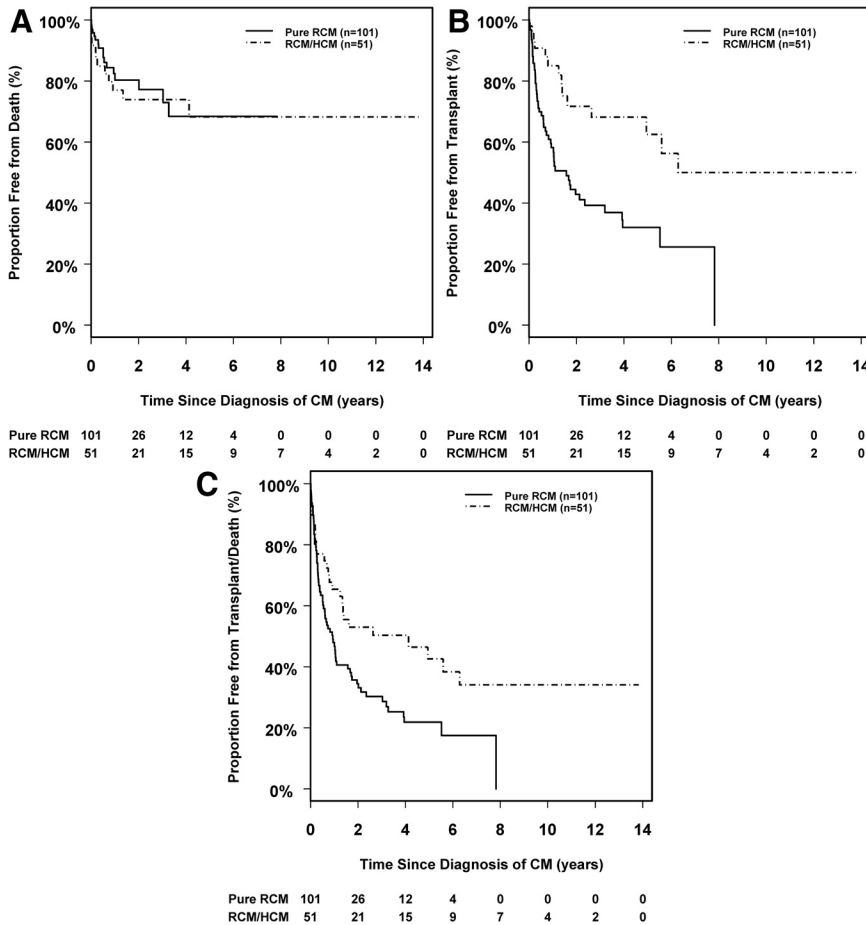 A
Proportion Free from Death (%)
100%
80%
60%
40%
20%
0%
Pure RCM (n=101)
RCM/HCM (n=51)
0 2 4 6 8 10 12 14
Time Since Diagnosis of CM (years)
Pure RCM 101 26 12 4 0 0 0 0
RCM/HCM 51 21 15 9 7 4 2 0
B
Proportion Free from Transplant (%)
100%
80%
60%
40%
20%
0%
Pure RCM (n=101)
RCM/HCM (n=51)
0 2 4 6 8 10 12 14
Time Since Diagnosis of CM (years)
Pure RCM 101 26 12 4 0 0 0 0
RCM/HCM 51 21 15 9 7 4 2 0
C
Proportion Free from Transplant/Death (%)
100%
80%
60%
40%
20%
0%
Pure RCM (n=101)
RCM/HCM (n=51)
0 2 4 6 8 10 12 14
Time Since Diagnosis of CM (years)
Pure RCM 101 26 12 4 0 0 0 0
RCM/HCM 51 21 15 9 7 4 2 0